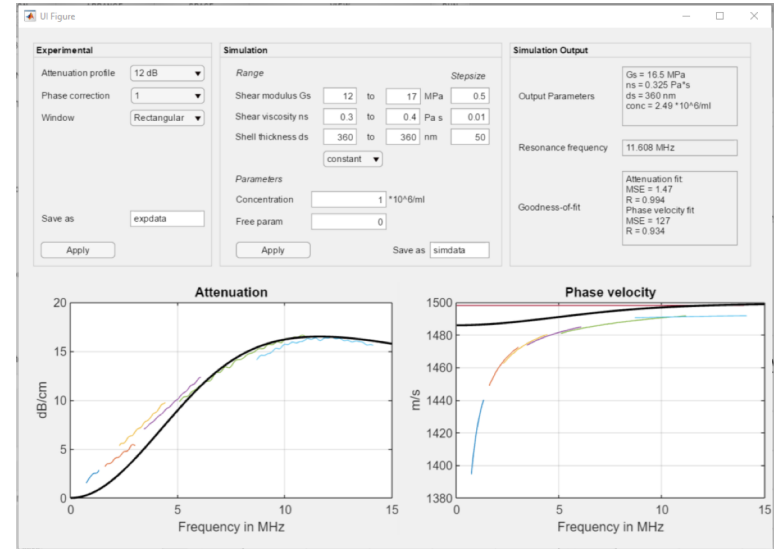 UI Figure
Experimental
Attenuation profile 12 dB
Phase correction 1
Window Rectangular
Save as expdata
Apply
Simulation
Range Stepsize
Shear modulus Gs 12 to 17 MPa 0.5
Shear viscosity ns 0.3 to 0.4 Pa s 0.01
Shell thickness ds 360 to 360 nm 50
constant
Parameters
Concentration 1 *10^6/ml
Free param 0
Apply Save as simdata
Simulation Output
Output Parameters
Gs = 16.5 MPa
ns = 0.325 Pa*s
ds = 360 nm
conc = 2.49 *10^6/ml
Resonance frequency 11.608 MHz
Goodness-of-fit
Attenuation fit:
MSE = 1.47
R = 0.994
Phase velocity fit
MSE = 127
R = 0.934
Attenuation
dB/cm
20
15
10
5
0
0 5 10 15
Frequency in MHz
Phase velocity
m/s
1500
1480
1460
1440
1420
1400
1380
0 5 10 15
Frequency in MHz